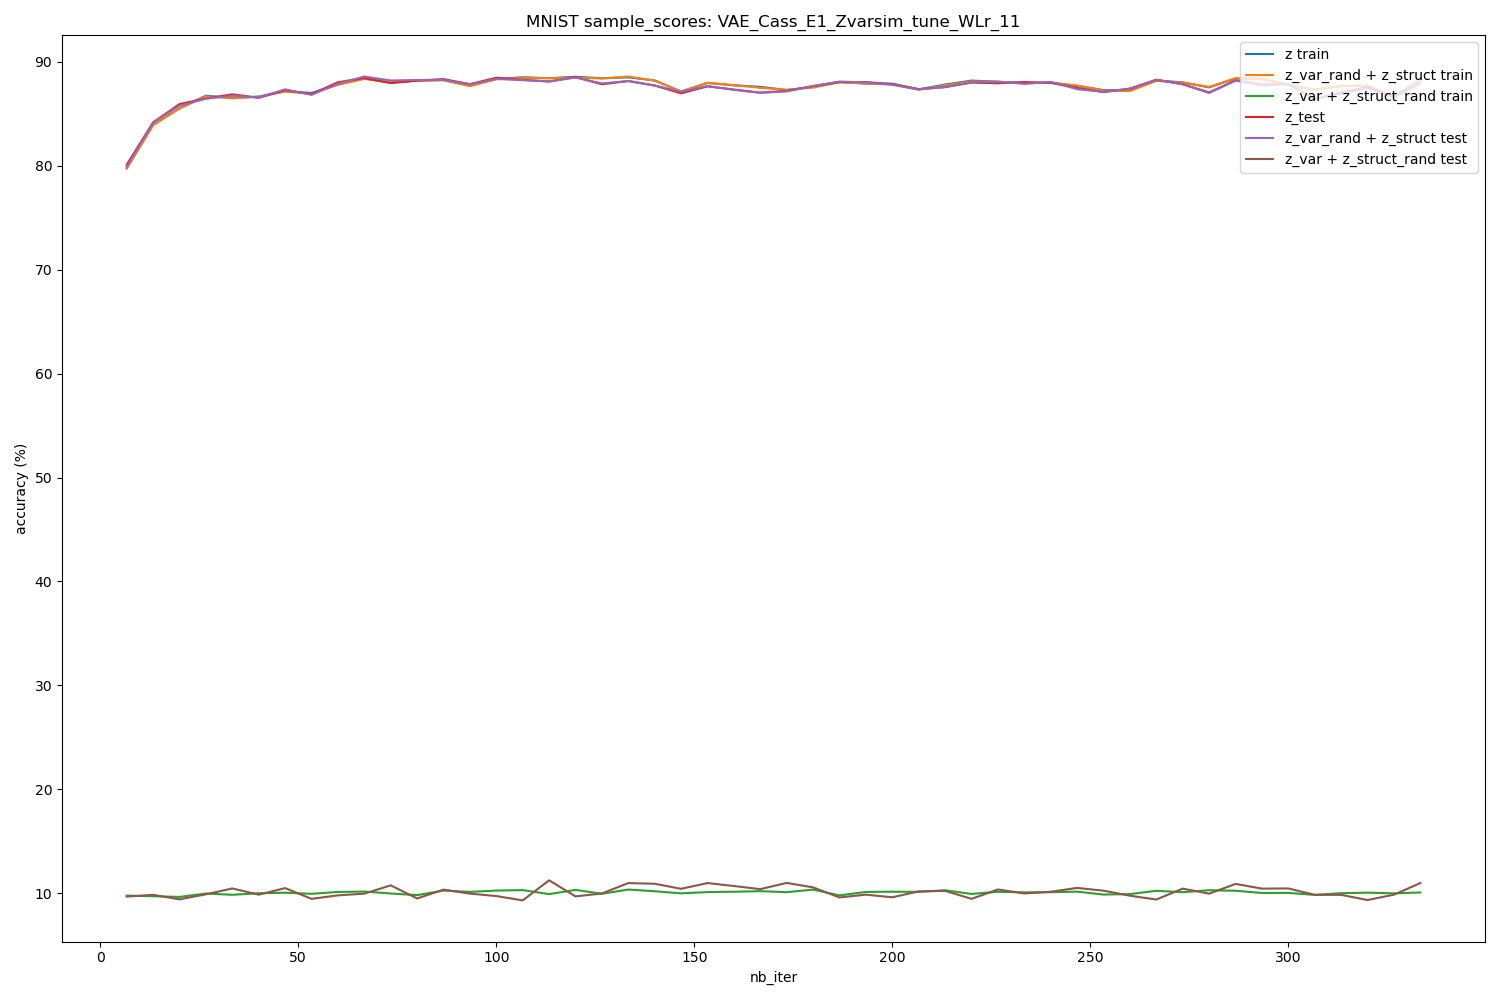 MNIST sample_scores: VAE_Cass_E1_Zvarsim_tune_WLr_11
z train
z_var_rand + z_struct train
z_var + z_struct_rand train
z_test
z_var_rand + z_struct test
z_var + z_struct_rand test
90
80
70
60
50
40
30
20
10
accuracy (%)
0
50
100
150
200
250
300
nb_iter